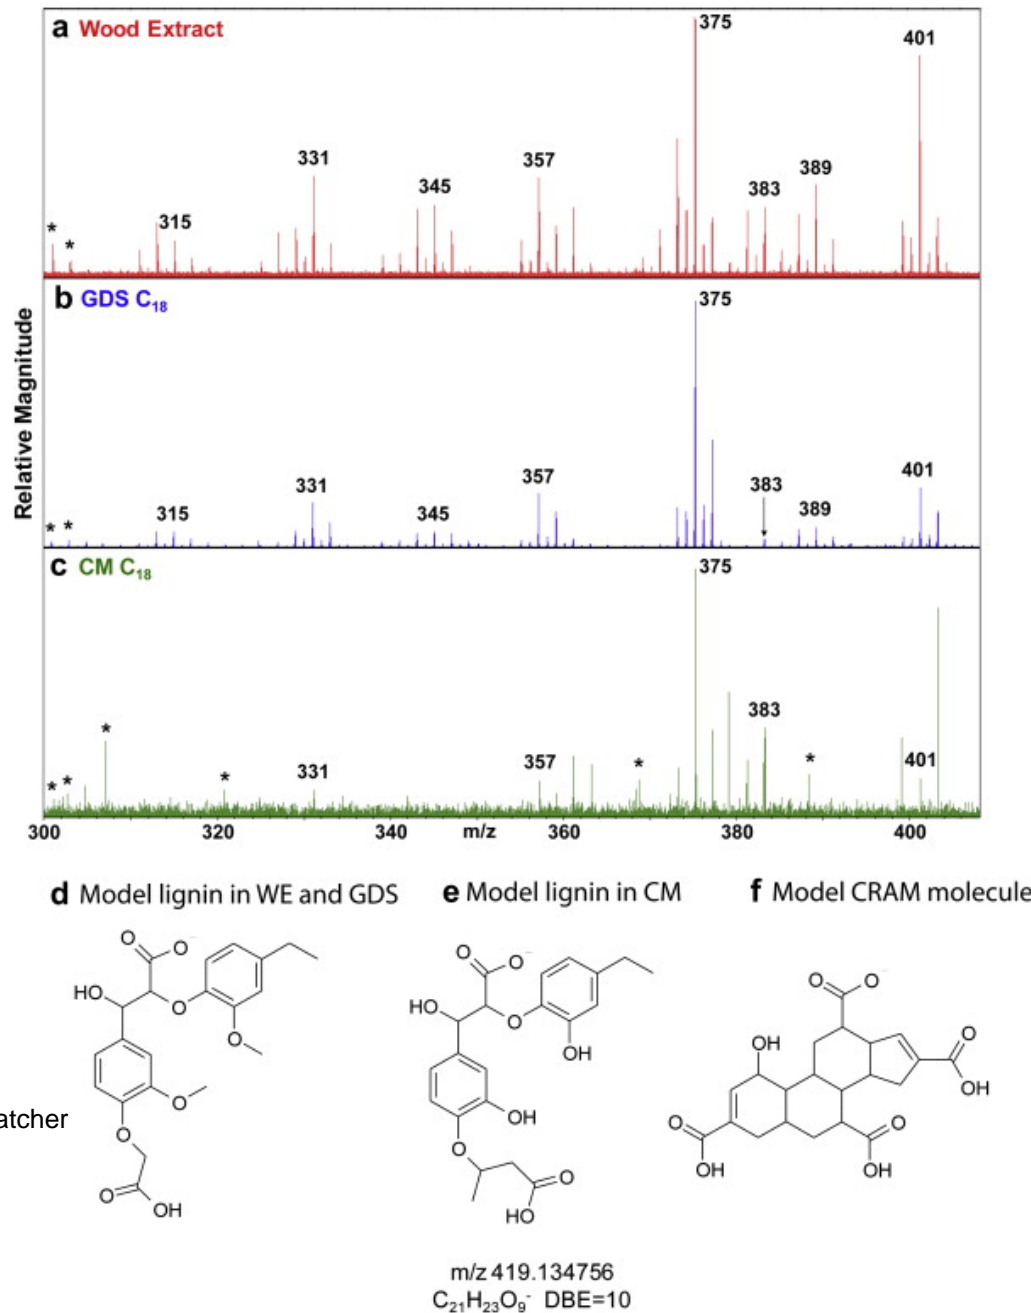 a Wood Extract
375
401
331
357
389
345
383
315
* *
b GDS C18
375
357
401
331
383
315
345
389
* *
Relative Magnitude
c CM C18
375
383
*
401
357
331
* * * * *
300 320 340 m/z 360 380 400
d Model lignin in WE and GDS
e Model lignin in CM
f Model CRAM molecule
O
O-
HO
O
O
O
O
O
OH
O
O-
HO
O
OH
OH
O
O
HO
O
O-
OH
O
OH
O
OH
O
OH
atcher
m/z 419.134756
C21H23O9- DBE=10